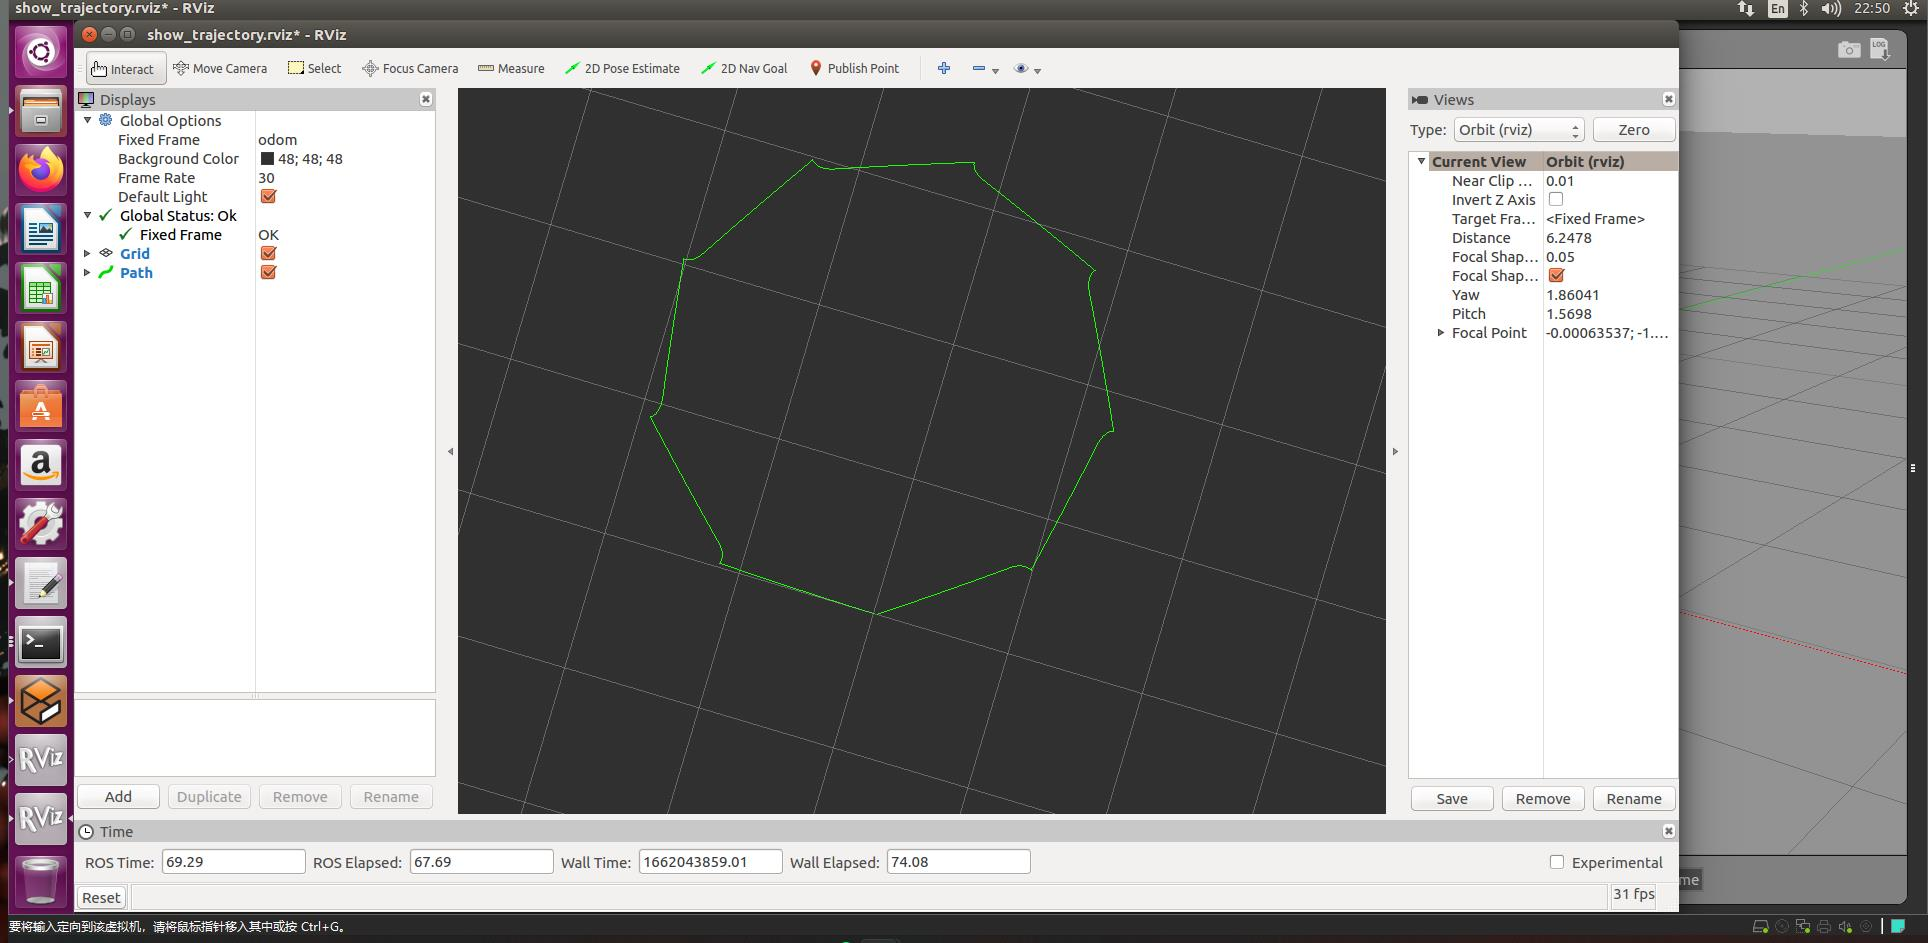 show_trajectory.rviz* - RViz
En
22:50
show_trajectory.rviz* - RViz
Interact
Move Camera
Select
Focus Camera
Measure
2D Pose Estimate
2D Nav Goal
Publish Point
LOG
Displays
Global Options
Fixed Frame odom
Background Color 48; 48; 48
Frame Rate 30
Default Light
Global Status: Ok
Fixed Frame OK
Grid
Path
Add
Duplicate
Remove
Rename
Views
Type: Orbit (rviz) Zero
Current View Orbit (rviz)
Near Clip ... 0.01
Invert Z Axis
Target Fra... <Fixed Frame>
Distance 6.2478
Focal Shap... 0.05
Focal Shap...
Yaw 1.86041
Pitch 1.5698
Focal Point -0.00063537; -1....
Save
Remove
Rename
Time
ROS Time: 69.29 ROS Elapsed: 67.69 Wall Time: 1662043859.01 Wall Elapsed: 74.08 Experimental
Reset
31 fps
me
A
a
>_
RViz
RViz
要将输入定向到该虚拟机，请将鼠标指针移入其中或按 Ctrl+G。